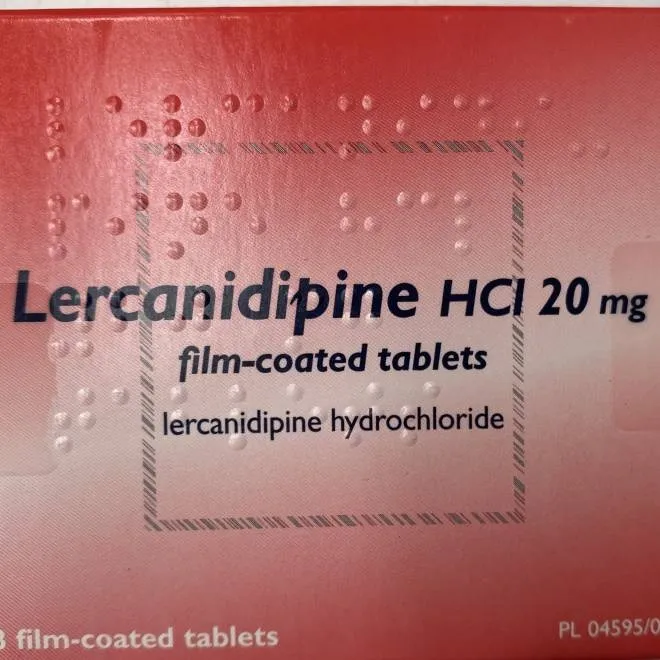 Lercanidipine HCl 20 mg
film-coated tablets
lercanidipine hydrochloride
film-coated tablets
PL 04595/0